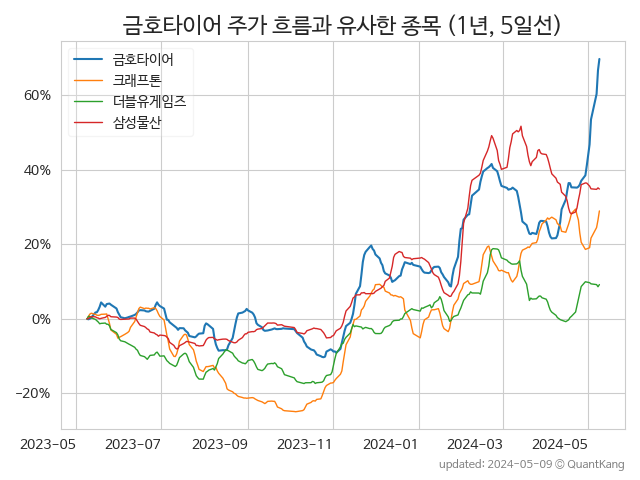 금호타이어 주가 흐름과 유사한 종목 (1년, 5일선)
금호타이어
크래프톤
더블유게임즈
삼성물산
60%
40%
20%
0%
−20%
2023-05
2023-07
2023-09
2023-11
2024-01
2024-03
2024-05
updated: 2024-05-09 © QuantKang